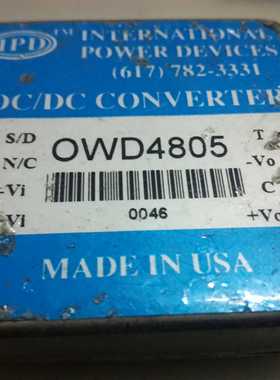 IPD ™ INTERNATIONAL
POWER DEVICES
(617) 782-3331
DC/DC CONVERTER
S/D OWD4805 T
N/C -Vo
-Vi C
-Vi 0046 +Vo
MADE IN USA